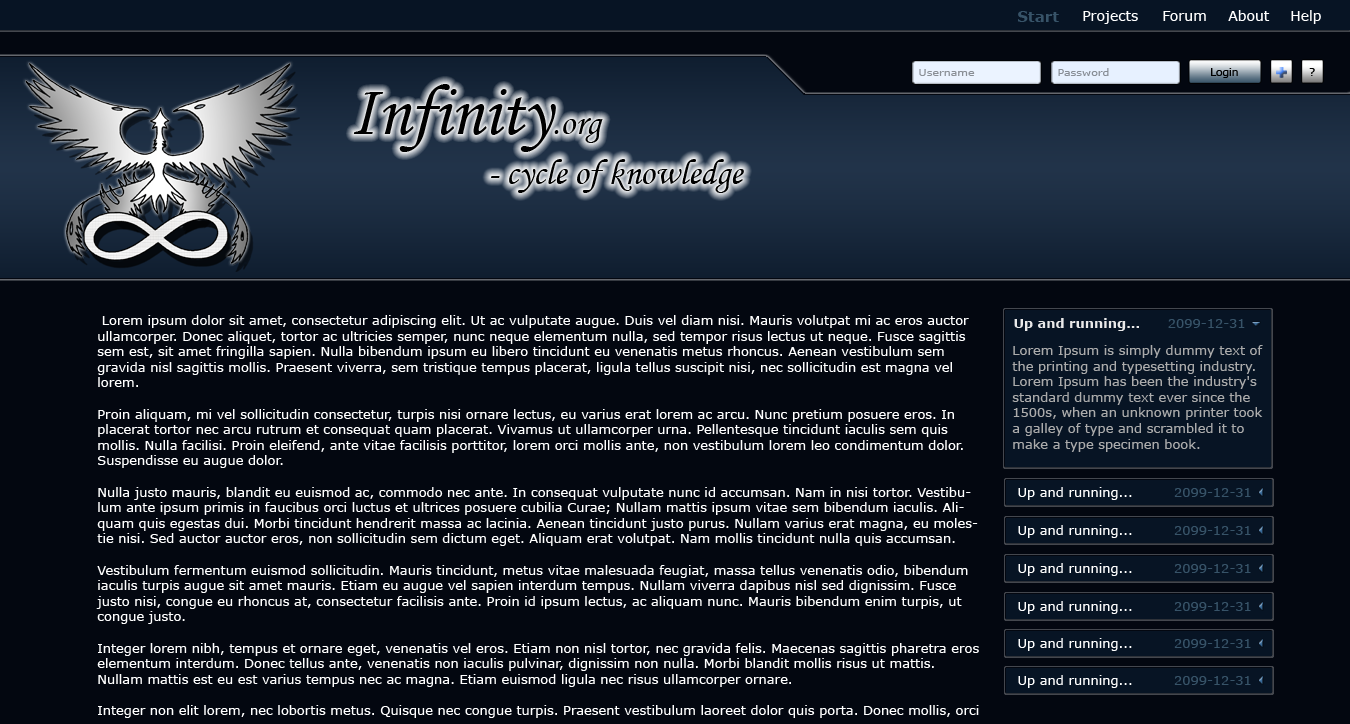 Start Projects Forum About Help
Username Password Login ?
Infinity.org
- cycle of knowledge
Lorem ipsum dolor sit amet, consectetur adipiscing elit. Ut ac vulputate augue. Duis vel diam nisi. Mauris volutpat mi ac eros auctor
ullamcorper. Donec aliquet, tortor ac ultricies semper, nunc neque elementum nulla, sed tempor risus lectus ut neque. Fusce sagittis
sem est, sit amet fringilla sapien. Nulla bibendum ipsum eu libero tincidunt eu venenatis metus rhoncus. Aenean vestibulum sem
gravida nisl sagittis mollis. Praesent viverra, sem tristique tempus placerat, ligula tellus suscipit nisi, nec sollicitudin est magna vel
lorem.
Proin aliquam, mi vel sollicitudin consectetur, turpis nisi ornare lectus, eu varius erat lorem ac arcu. Nunc pretium posuere eros. In
placerat tortor nec arcu rutrum et consequat quam placerat. Vivamus ut ullamcorper urna. Pellentesque tincidunt iaculis sem quis
mollis. Nulla facilisi. Proin eleifend, ante vitae facilisis porttitor, lorem orci mollis ante, non vestibulum lorem leo condimentum dolor.
Suspendisse eu augue dolor.
Nulla justo mauris, blandit eu euismod ac, commodo nec ante. In consequat vulputate nunc id accumsan. Nam in nisi tortor. Vestibu-
lum ante ipsum primis in faucibus orci luctus et ultrices posuere cubilia Curae; Nullam mattis ipsum vitae sem bibendum iaculis. Ali-
quam quis egestas dui. Morbi tincidunt hendrerit massa ac lacinia. Aenean tincidunt justo purus. Nullam varius erat magna, eu moles-
tie nisi. Sed auctor auctor eros, non sollicitudin sem dictum eget. Aliquam erat volutpat. Nam mollis tincidunt nulla quis accumsan.
Vestibulum fermentum euismod sollicitudin. Mauris tincidunt, metus vitae malesuada feugiat, massa tellus venenatis odio, bibendum
iaculis turpis augue sit amet mauris. Etiam eu augue vel sapien interdum tempus. Nullam viverra dapibus nisl sed dignissim. Fusce
justo nisi, congue eu rhoncus at, consectetur facilisis ante. Proin id ipsum lectus, ac aliquam nunc. Mauris bibendum enim turpis, ut
congue justo.
Integer lorem nibh, tempus et ornare eget, venenatis vel eros. Etiam non nisl tortor, nec gravida felis. Maecenas sagittis pharetra eros
elementum interdum. Donec tellus ante, venenatis non iaculis pulvinar, dignissim non nulla. Morbi blandit mollis risus ut mattis.
Nullam mattis est eu est varius tempus nec ac magna. Etiam euismod ligula nec risus ullamcorper ornare.
Integer non elit lorem, nec lobortis metus. Quisque nec congue turpis. Praesent vestibulum laoreet dolor quis porta. Donec mollis, orci
Up and running... 2099-12-31
Lorem Ipsum is simply dummy text of
the printing and typesetting industry.
Lorem Ipsum has been the industry's
standard dummy text ever since the
1500s, when an unknown printer took
a galley of type and scrambled it to
make a type specimen book.
Up and running... 2099-12-31
Up and running... 2099-12-31
Up and running... 2099-12-31
Up and running... 2099-12-31
Up and running... 2099-12-31
Up and running... 2099-12-31